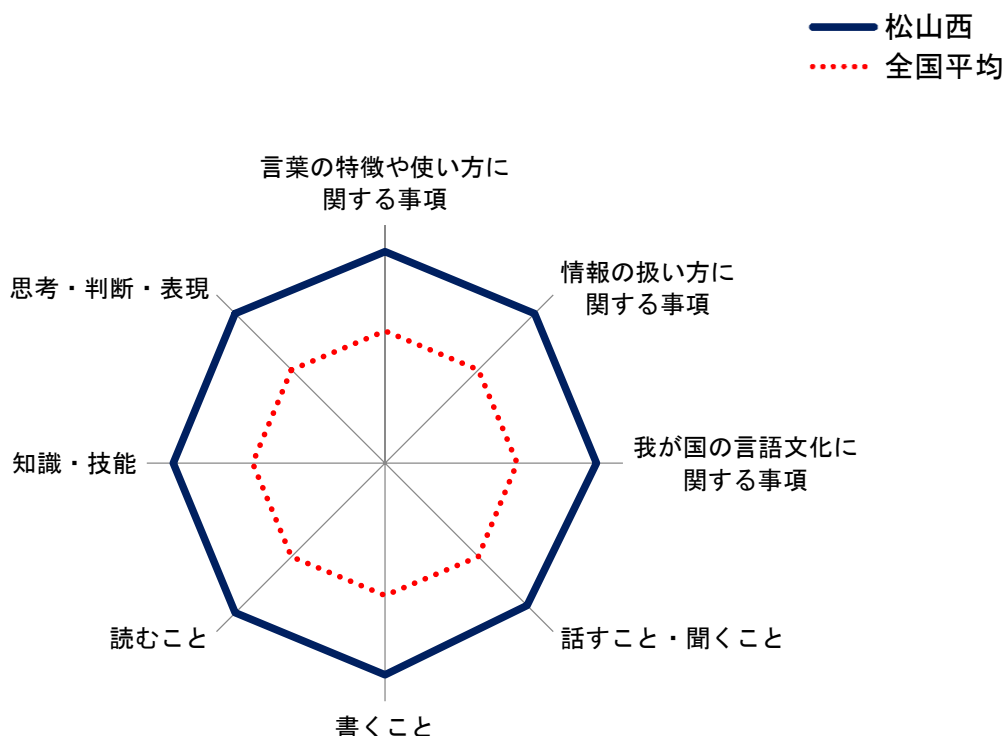 松山西
全国平均
言葉の特徴や使い方に
関する事項
情報の扱い方に
関する事項
我が国の言語文化に
関する事項
話すこと・聞くこと
書くこと
読むこと
知識・技能
思考・判断・表現